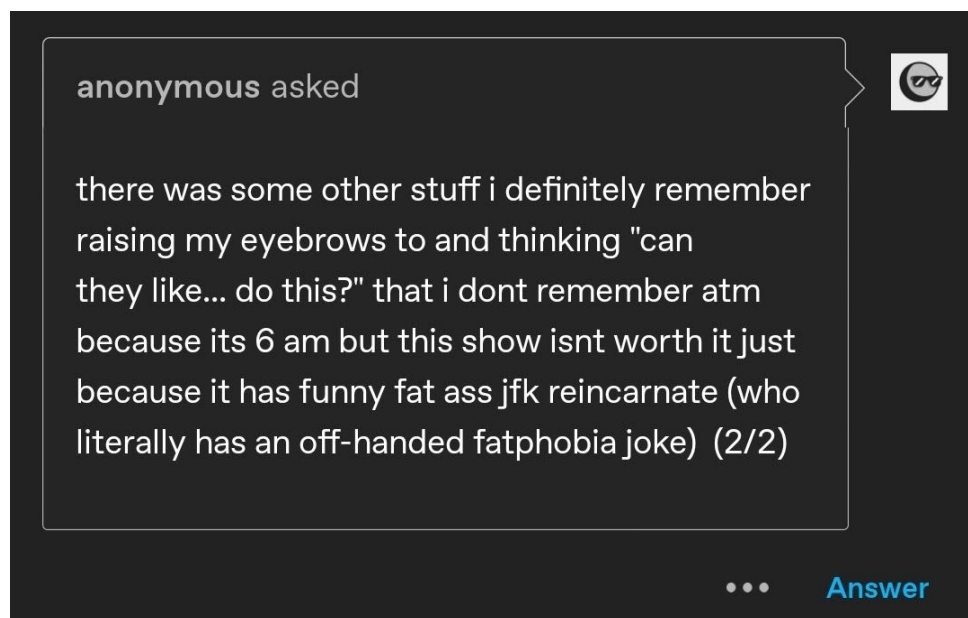 anonymous asked
there was some other stuff i definitely remember
raising my eyebrows to and thinking "can
they like... do this?" that i dont remember atm
because its 6 am but this show isnt worth it just
because it has funny fat ass jfk reincarnate (who
literally has an off-handed fatphobia joke) (2/2)
Answer